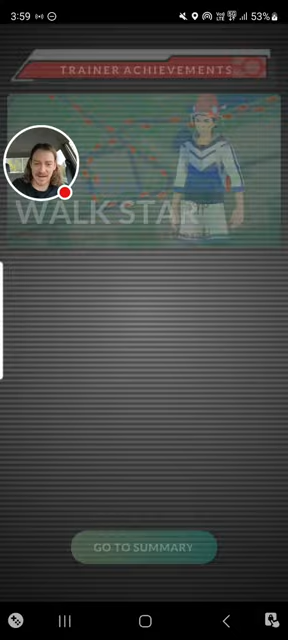 3:59
53%
TRAINER ACHIEVEMENTS
WALK STAR
GO TO SUMMARY